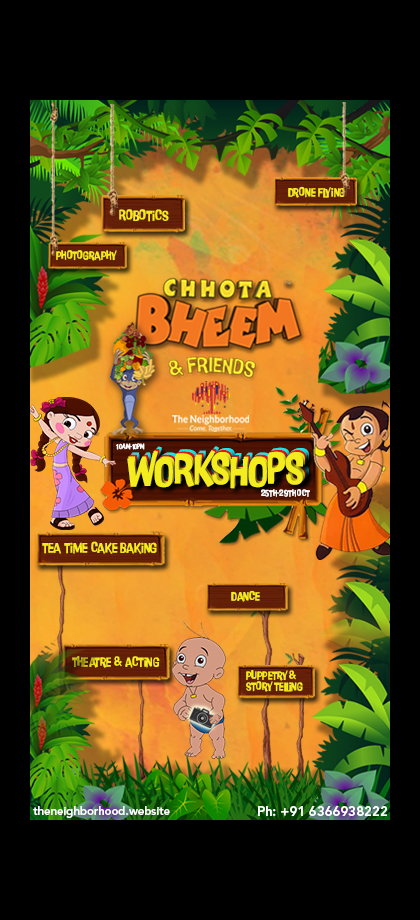 DRONE FLYING
ROBOTICS
PHOTOGRAPHY
CHHOTA
BHEEM
& FRIENDS
The Neighborhood
Come, Together.
10AM-10PM
WORKSHOPS
25TH-29TH OCT
TEA TIME CAKE BAKING
DANCE
THEATRE & ACTING
PUPPETRY &
STORY TELLING
theneighborhood.website
Ph: +91 6366938222